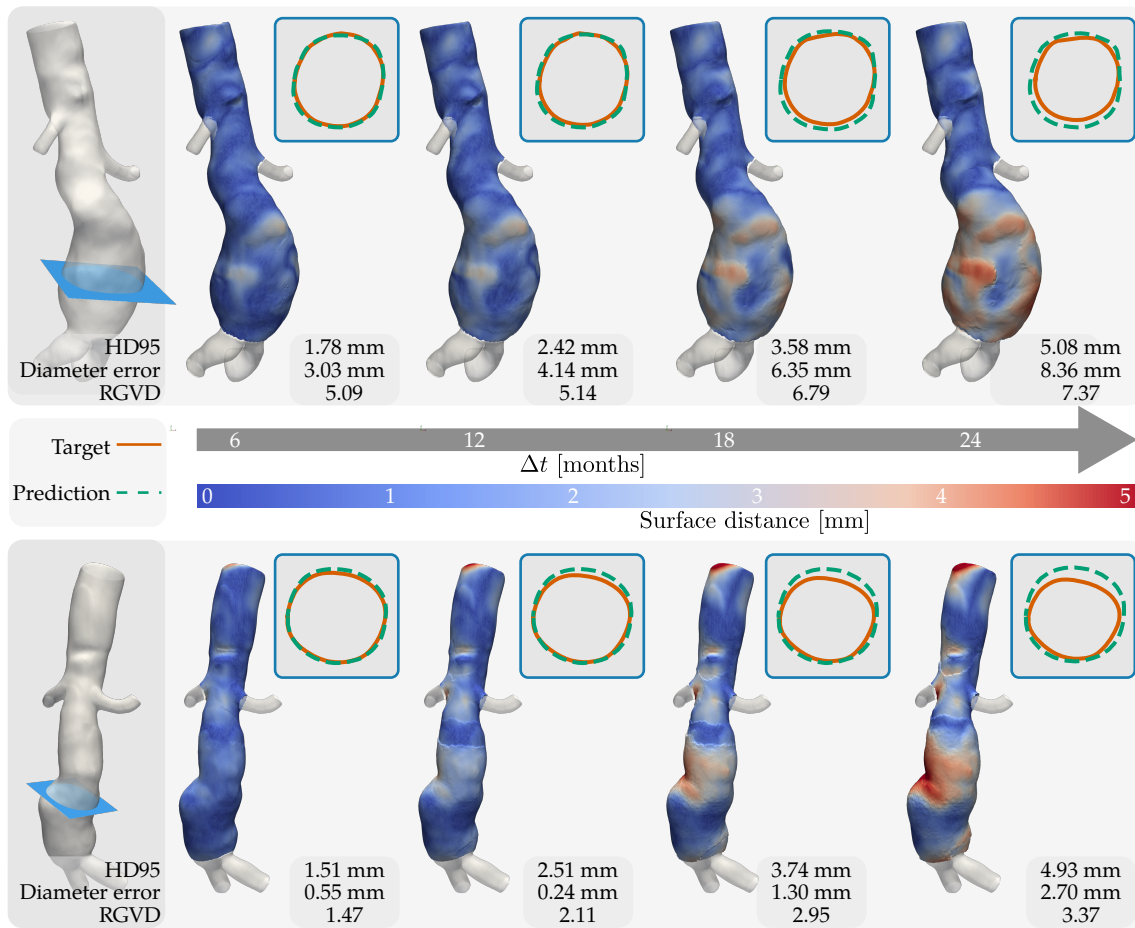 HD95 1.78 mm 2.42 mm 3.58 mm 5.08 mm
Diameter error 3.03 mm 4.14 mm 6.35 mm 8.36 mm
RGVD 5.09 5.14 6.79 7.37
Target
Prediction
6 12 18 24
Δt [months]
0 1 2 3 4 5
Surface distance [mm]
HD95 1.51 mm 2.51 mm 3.74 mm 4.93 mm
Diameter error 0.55 mm 0.24 mm 1.30 mm 2.70 mm
RGVD 1.47 2.11 2.95 3.37